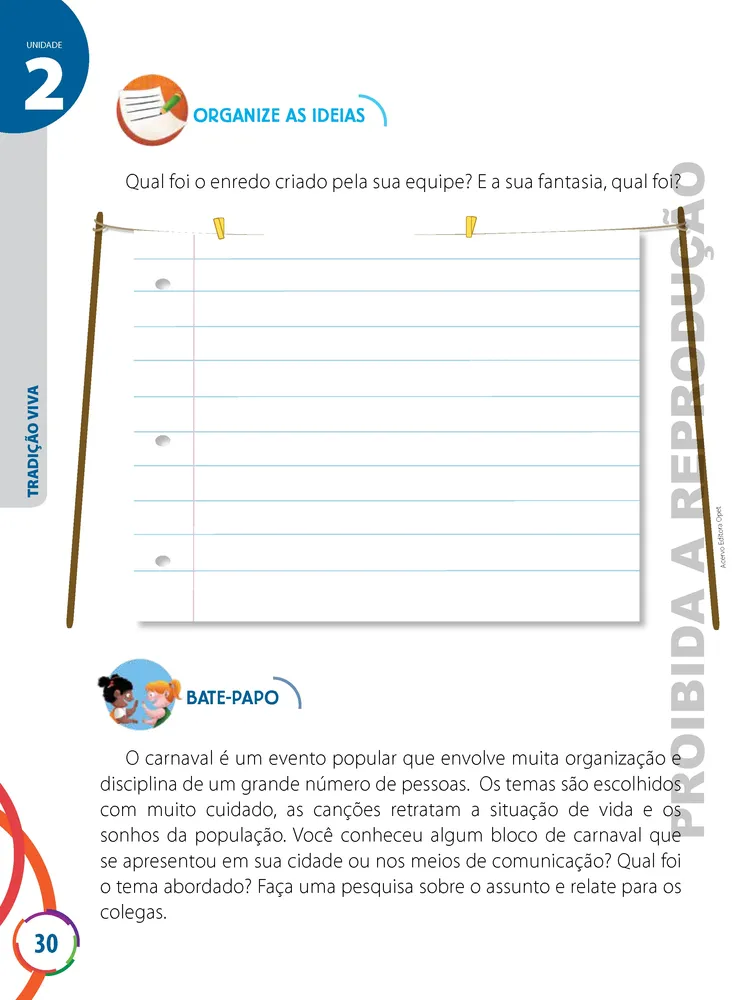 UNIDADE
2
ORGANIZE AS IDEIAS
Qual foi o enredo criado pela sua equipe? E a sua fantasia, qual foi?
TRADIÇÃO VIVA
PROIBIDA A REPRODUÇÃO
Acervo Editora Opet
BATE-PAPO
O carnaval é um evento popular que envolve muita organização e
disciplina de um grande número de pessoas. Os temas são escolhidos
com muito cuidado, as canções retratam a situação de vida e os
sonhos da população. Você conheceu algum bloco de carnaval que
se apresentou em sua cidade ou nos meios de comunicação? Qual foi
o tema abordado? Faça uma pesquisa sobre o assunto e relate para os
colegas.
30